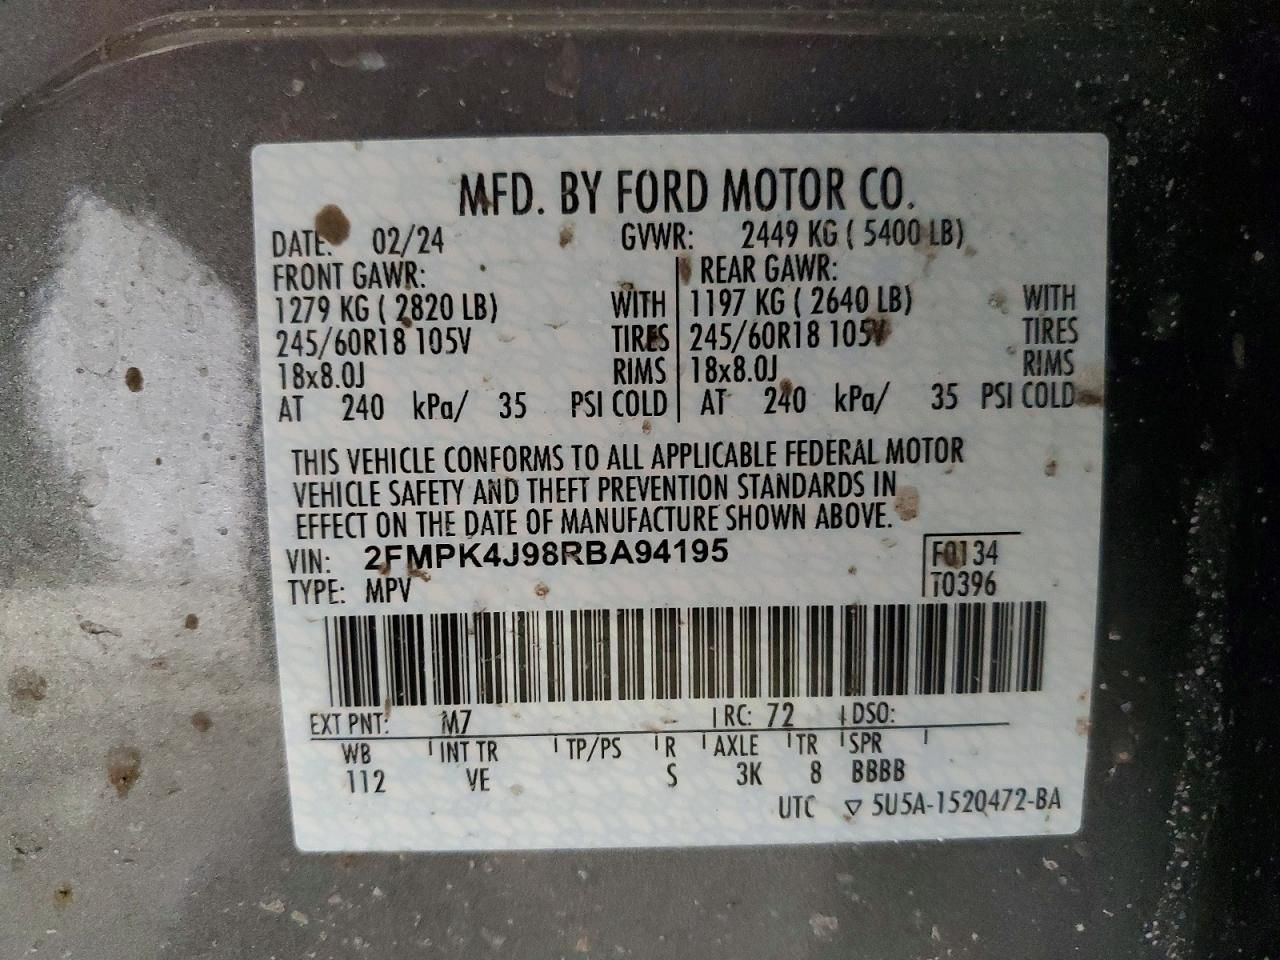 MFD. BY FORD MOTOR CO.
DATE: 02/24 GVWR: 2449 KG ( 5400 LB)
FRONT GAWR: REAR GAWR:
1279 KG ( 2820 LB) WITH 1197 KG ( 2640 LB) WITH
245/60R18 105V TIRES 245/60R18 105V TIRES
18x8.0J RIMS 18x8.0J RIMS
AT 240 kPa/ 35 PSI COLD AT 240 kPa/ 35 PSI COLD
THIS VEHICLE CONFORMS TO ALL APPLICABLE FEDERAL MOTOR
VEHICLE SAFETY AND THEFT PREVENTION STANDARDS IN
EFFECT ON THE DATE OF MANUFACTURE SHOWN ABOVE.
VIN: 2FMPK4J98RBA94195 F0134
TYPE: MPV T0396
EXT PNT: M7 RC: 72 DSO:
WB INT TR TP/PS R AXLE TR SPR
112 VE S 3K 8 BBBB
UTC ▽ 5U5A-1520472-BA